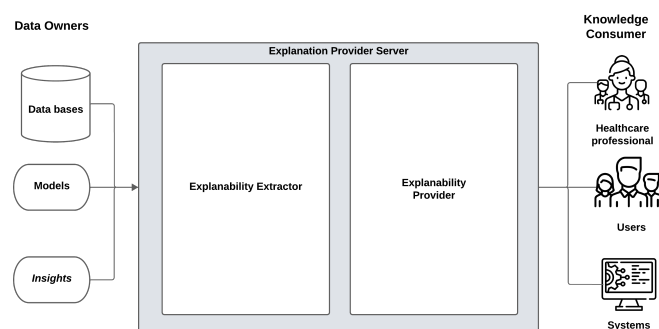 Data Owners
Knowledge
Consumer
Explanation Provider Server
Data bases
Models
Insights
Explanability Extractor
Explanability
Provider
Healthcare
professional
Users
Systems